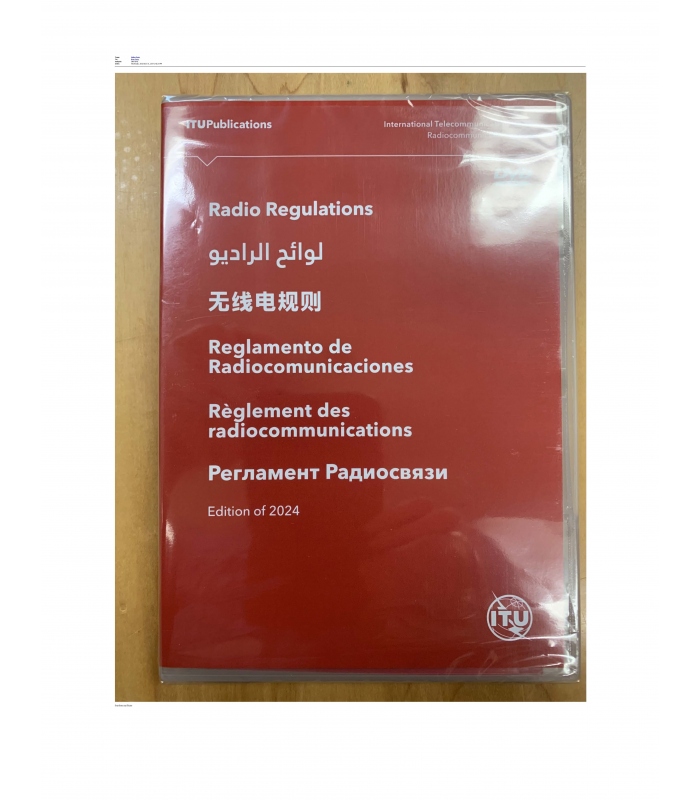 ITUPublications
International Telecommu
Radiocomm
Radio Regulations
لوائح الراديو
无线电规则
Reglamento de
Radiocomunicaciones
Règlement des
radiocommunications
Регламент Радиосвязи
Edition of 2024
ITU